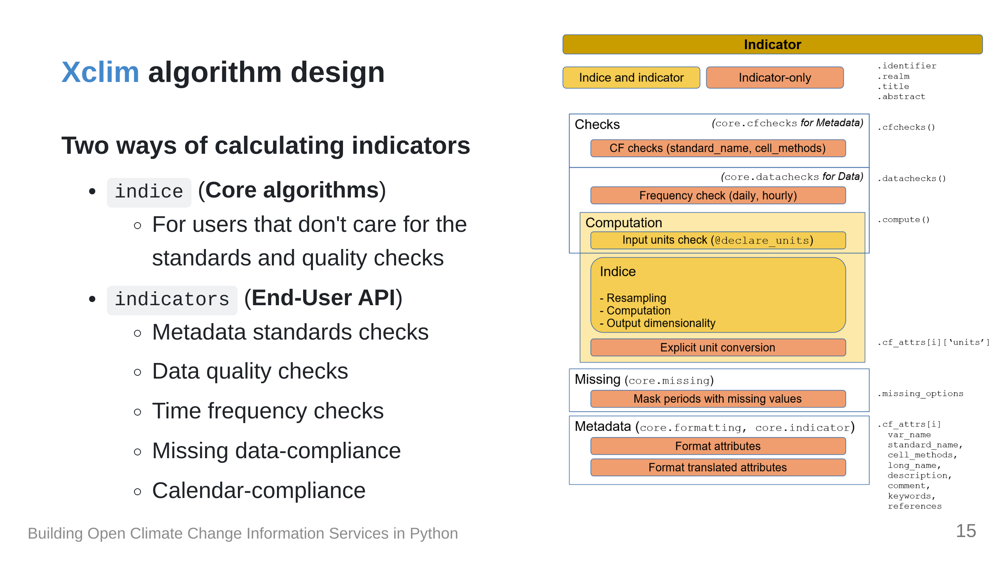 Xclim algorithm design
Two ways of calculating indicators
• indice (Core algorithms)
◦ For users that don't care for the
standards and quality checks
• indicators (End-User API)
◦ Metadata standards checks
◦ Data quality checks
◦ Time frequency checks
◦ Missing data-compliance
◦ Calendar-compliance
Indicator
Indice and indicator
Indicator-only
.identifier
.realm
.title
.abstract
Checks
(core.cfchecks for Metadata)
.cfchecks()
CF checks (standard_name, cell_methods)
(core.datachecks for Data)
.datachecks()
Frequency check (daily, hourly)
Computation
.compute()
Input units check (@declare_units)
Indice
- Resampling
- Computation
- Output dimensionality
Explicit unit conversion
.cf_attrs[i][‘units’]
Missing (core.missing)
Mask periods with missing values
.missing_options
Metadata (core.formatting, core.indicator)
Format attributes
Format translated attributes
.cf_attrs[i]
var_name
standard_name,
cell_methods,
long_name,
description,
comment,
keywords,
references
Building Open Climate Change Information Services in Python
15